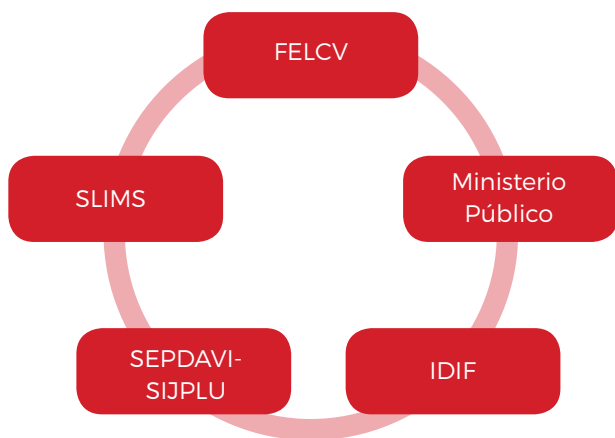 FELCV
SLIMS
Ministerio
Público
SEPDAVI-
SIJPLU
IDIF